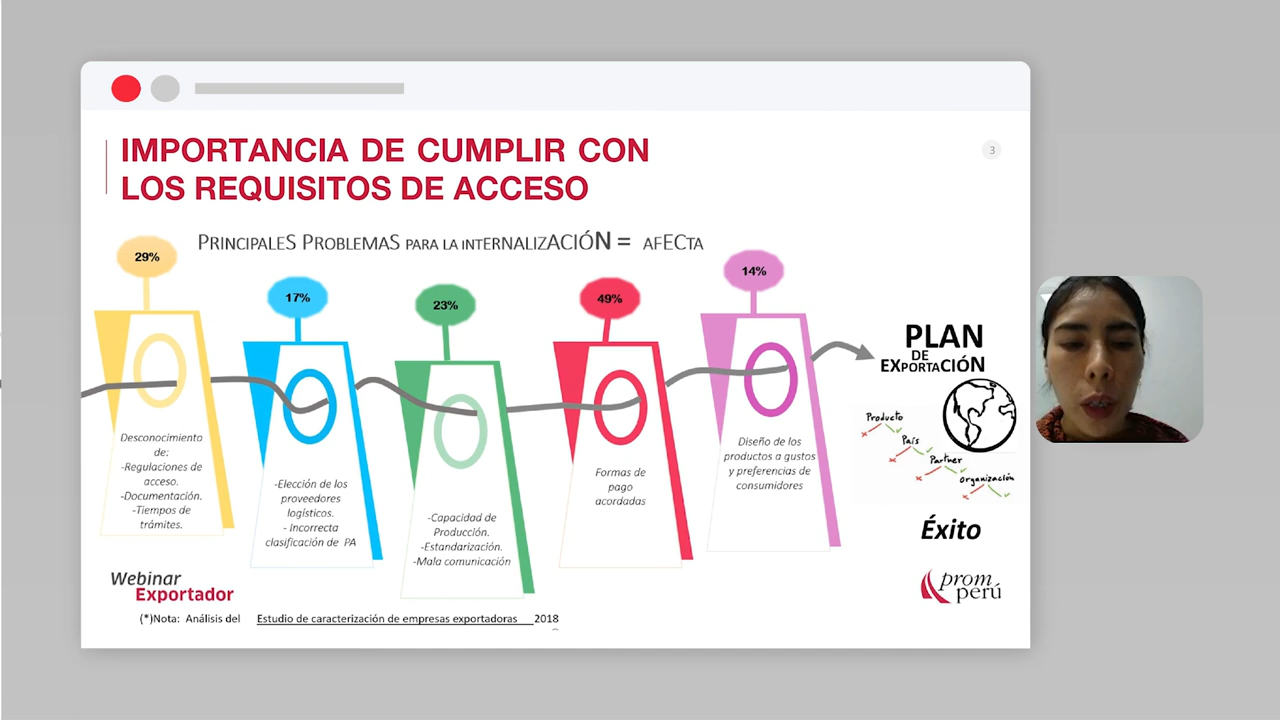 IMPORTANCIA DE CUMPLIR CON
LOS REQUISITOS DE ACCESO
3
PRINCIPALES PROBLEMAS PARA LA INTERNALIZACIÓN = AFECTA
29%
17%
23%
49%
14%
Desconocimiento
de:
-Regulaciones de
acceso.
-Documentación.
-Tiempos de
trámites.
-Elección de los
proveedores
logísticos.
- Incorrecta
clasificación de PA
-Capacidad de
Producción.
-Estandarización.
-Mala comunicación
Formas de
pago
acordadas
Diseño de los
productos a gustos
y preferencias de
consumidores
PLAN
DE
EXPORTACIÓN
Producto
País
Partner
Organización
Éxito
Webinar
Exportador
prom
perú
(*)Nota: Análisis del Estudio de caracterización de empresas exportadoras 2018